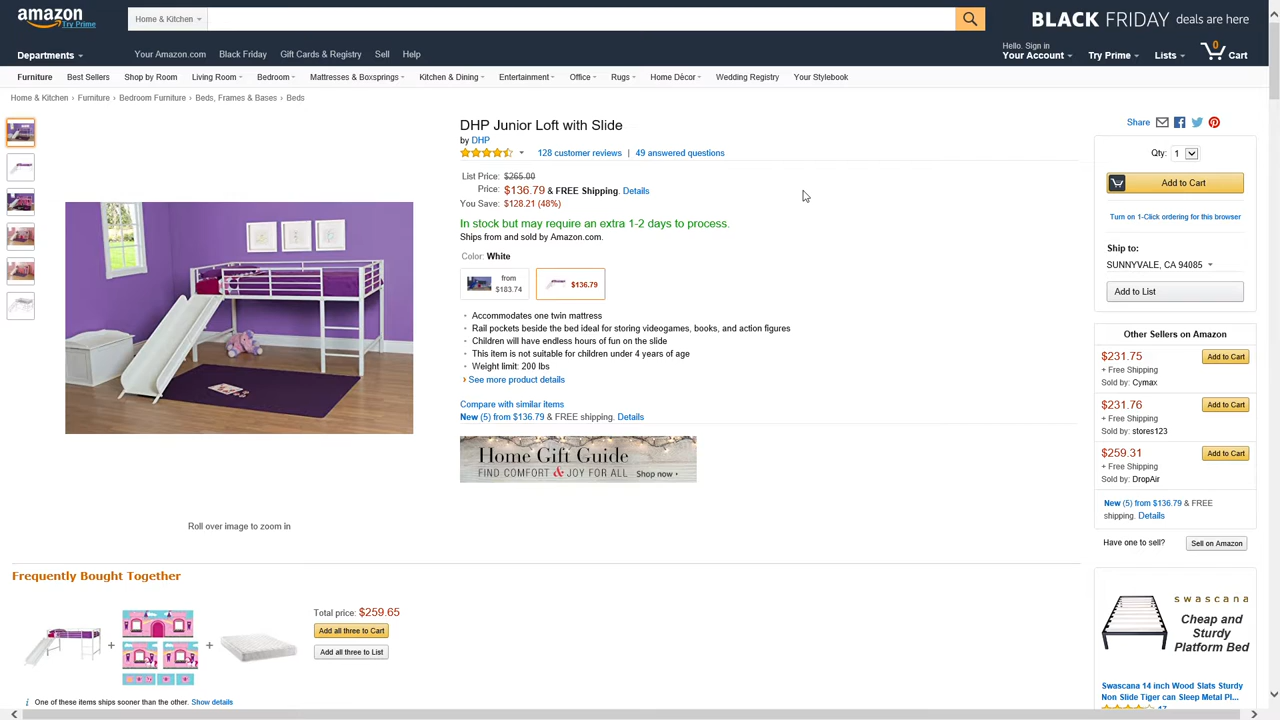 amazon
Try Prime
Home & Kitchen
BLACK FRIDAY deals are here
Departments
Your Amazon.com
Black Friday
Gift Cards & Registry
Sell
Help
Hello. Sign in
Your Account
Try Prime
Lists
0
Cart
Furniture
Best Sellers
Shop by Room
Living Room
Bedroom
Mattresses & Boxsprings
Kitchen & Dining
Entertainment
Office
Rugs
Home Décor
Wedding Registry
Your Stylebook
Home & Kitchen › Furniture › Bedroom Furniture › Beds, Frames & Bases › Beds
DHP Junior Loft with Slide
by DHP
128 customer reviews | 49 answered questions
List Price: $265.00
Price: $136.79 & FREE Shipping. Details
You Save: $128.21 (48%)
In stock but may require an extra 1-2 days to process.
Ships from and sold by Amazon.com.
Color: White
from
$183.74
$136.79
Accommodates one twin mattress
Rail pockets beside the bed ideal for storing videogames, books, and action figures
Children will have endless hours of fun on the slide
This item is not suitable for children under 4 years of age
Weight limit: 200 lbs
› See more product details
Compare with similar items
New (5) from $136.79 & FREE shipping. Details
Home Gift Guide
FIND COMFORT & JOY FOR ALL Shop now ›
Roll over image to zoom in
Share
Qty: 1
Add to Cart
Turn on 1-Click ordering for this browser
Ship to:
SUNNYVALE, CA 94085
Add to List
Other Sellers on Amazon
$231.75
Add to Cart
+ Free Shipping
Sold by: Cymax
$231.76
Add to Cart
+ Free Shipping
Sold by: stores123
$259.31
Add to Cart
+ Free Shipping
Sold by: DropAir
New (5) from $136.79 & FREE
shipping. Details
Have one to sell?
Sell on Amazon
swascana
Cheap and
Sturdy
Platform Bed
Swascana 14 inch Wood Slats Sturdy
Non Slide Tiger can Sleep Metal Pl...
17
Frequently Bought Together
+
+
Total price: $259.65
Add all three to Cart
Add all three to List
i One of these items ships sooner than the other. Show details